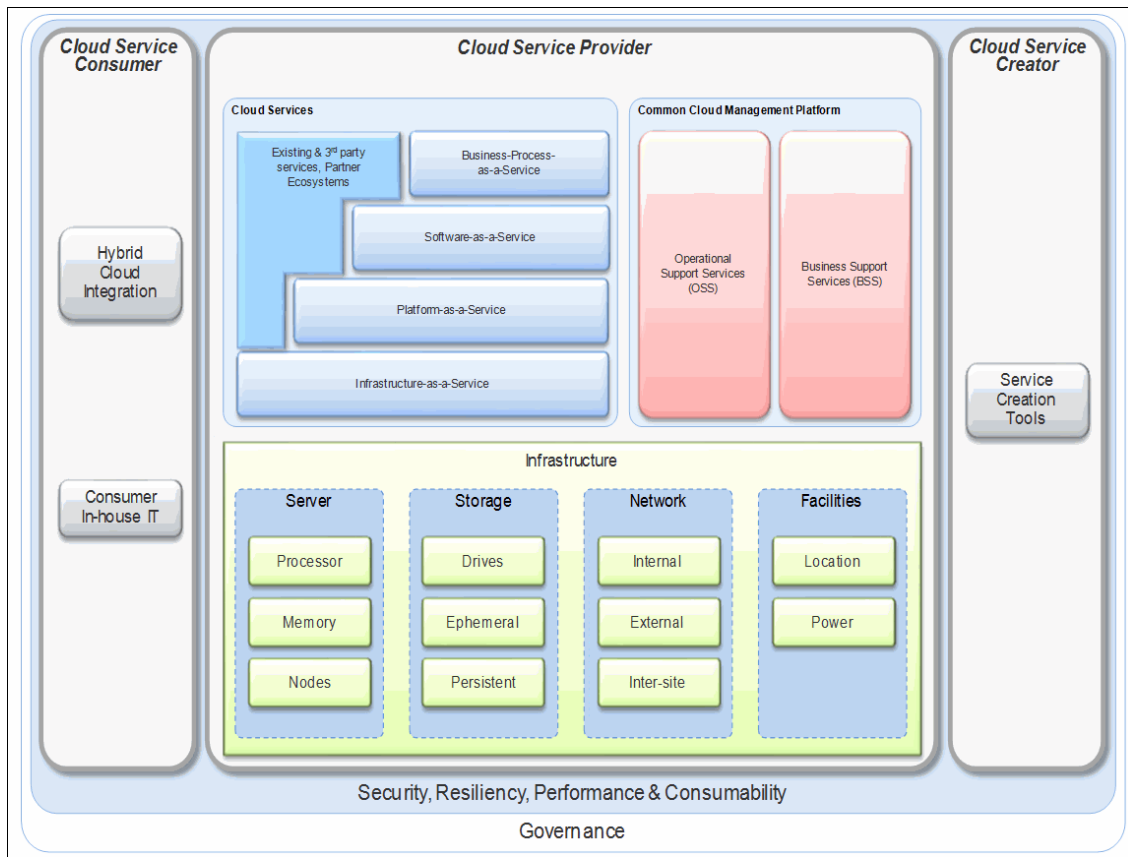 Cloud Service
Consumer
Hybrid
Cloud
Integration
Consumer
In-house IT
Cloud Service Provider
Cloud Services
Existing & 3rd party
services, Partner
Ecosystems
Business-Process-
as-a-Service
Software-as-a-Service
Platform-as-a-Service
Infrastructure-as-a-Service
Common Cloud Management Platform
Operational
Support Services
(OSS)
Business Support
Services (BSS)
Infrastructure
Server
Processor
Memory
Nodes
Storage
Drives
Ephemeral
Persistent
Network
Internal
External
Inter-site
Facilities
Location
Power
Cloud Service
Creator
Service
Creation
Tools
Security, Resiliency, Performance & Consumability
Governance